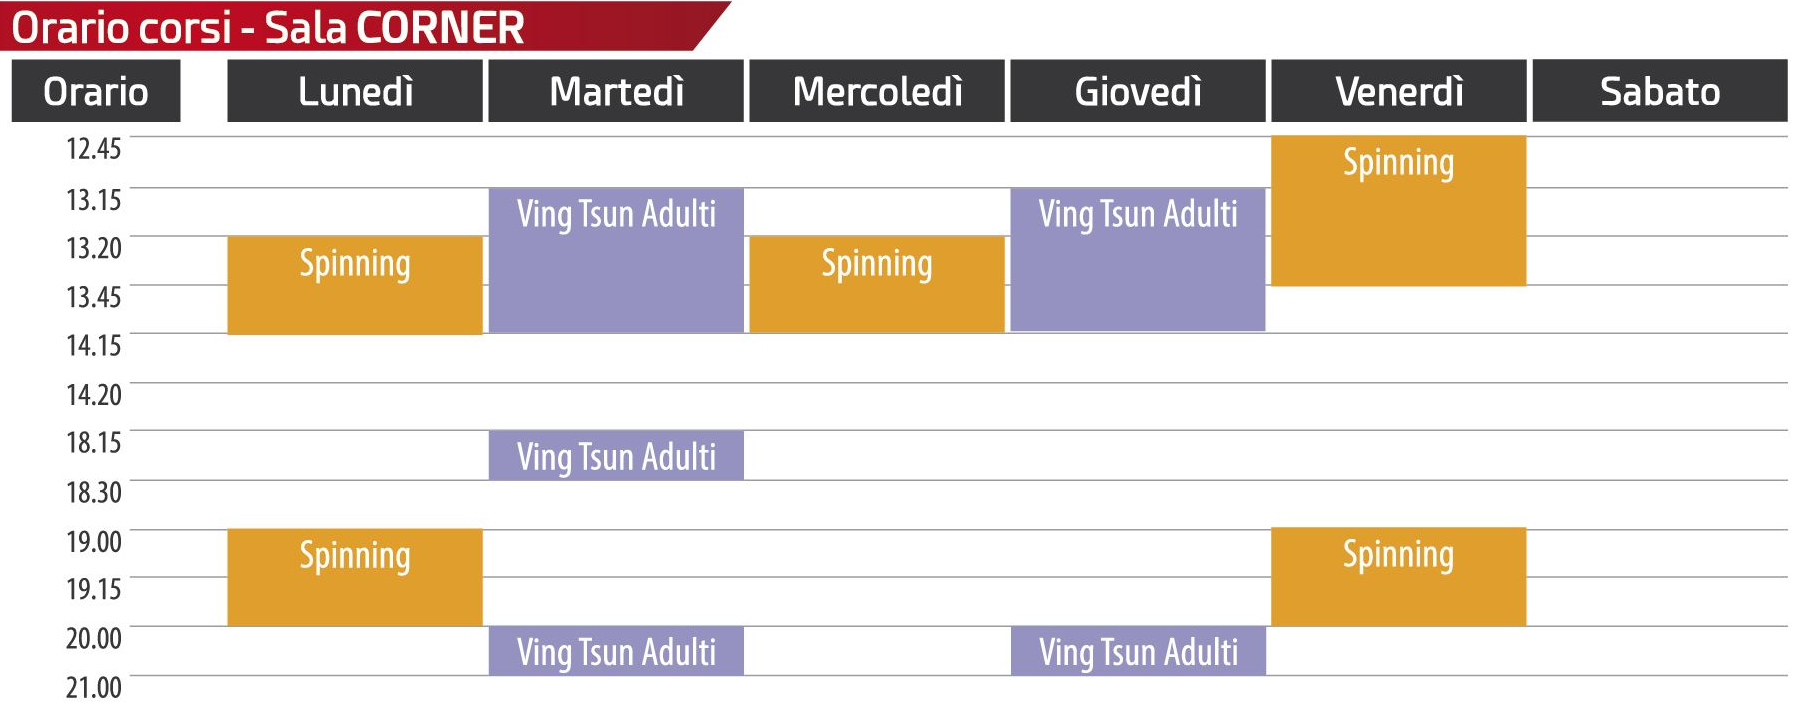 Orario corsi - Sala CORNER
Orario Lunedì Martedì Mercoledì Giovedì Venerdì Sabato
12.45 Spinning
13.15 Ving Tsun Adulti Ving Tsun Adulti
13.20 Spinning Spinning
13.45
14.15
14.20
18.15 Ving Tsun Adulti
18.30
19.00 Spinning Spinning
19.15
20.00 Ving Tsun Adulti Ving Tsun Adulti
21.00